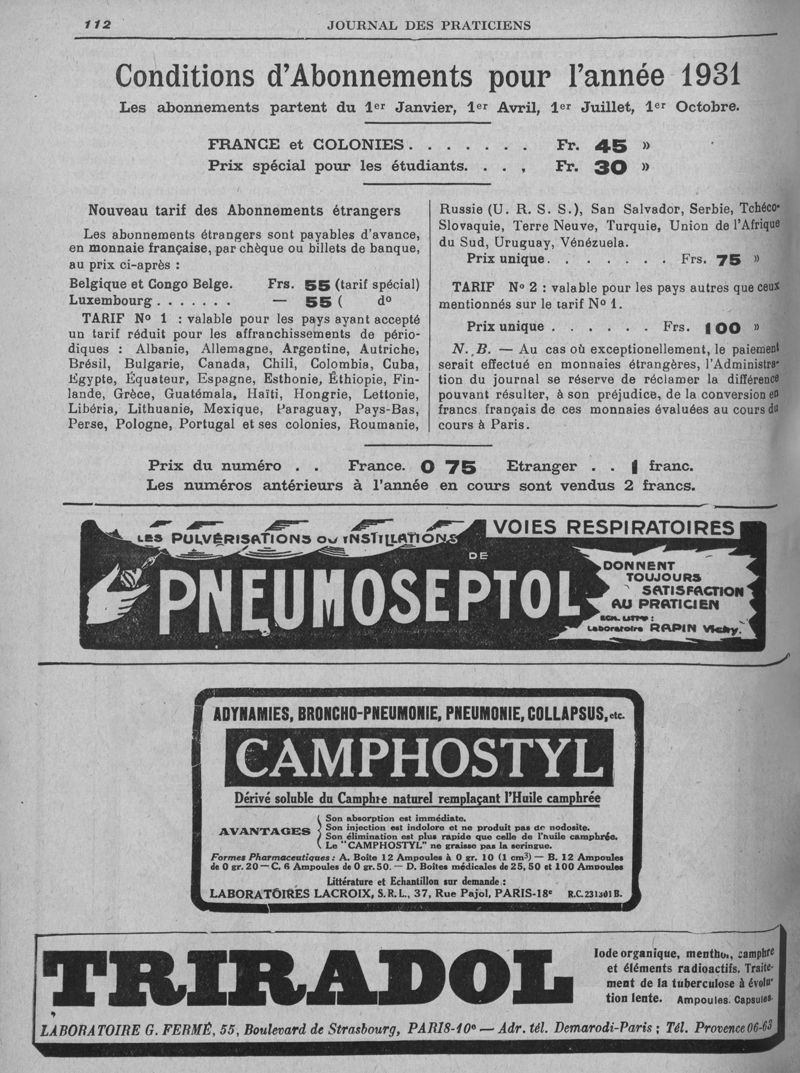 112
JOURNAL DES PRATICIENS
Conditions d'Abonnements pour l'année 1931
Les abonnements partent du 1er Janvier, 1er Avril, 1er Juillet, 1er Octobre.
FRANCE et COLONIES. . . . . . . Fr. 45 »
Prix spécial pour les étudiants. . . , Fr. 30 »
Nouveau tarif des Abonnements étrangers
Les abonnements étrangers sont payables d'avance,
en monnaie française, par chèque ou billets de banque,
au prix ci-après :
Belgique et Congo Belge. Frs. 55 (tarif spécial)
Luxembourg . . . . . . . — 55 ( do
TARIF No 1 : valable pour les pays ayant accepté
un tarif réduit pour les affranchissements de pério-
diques : Albanie, Allemagne, Argentine, Autriche,
Brésil, Bulgarie, Canada, Chili, Colombia, Cuba,
Egypte, Équateur, Espagne, Esthonie, Éthiopie, Fin-
lande, Grèce, Guatémala, Haïti, Hongrie, Lettonie,
Libéria, Lithuanie, Mexique, Paraguay, Pays-Bas,
Perse, Pologne, Portugal et ses colonies, Roumanie,
Russie (U. R. S. S.), San Salvador, Serbie, Tchéco-
Slovaquie, Terre Neuve, Turquie, Union de l'Afrique
du Sud, Uruguay, Vénézuela.
Prix unique. . . . . . . Frs. 75 »
TARIF No 2 : valable pour les pays autres que ceux
mentionnés sur le tarif No 1.
Prix unique . . . . . . Frs. 100 »
N. B. — Au cas où exceptionellement, le paiement
serait effectué en monnaies étrangères, l'Administra-
tion du journal se réserve de réclamer la différence
pouvant résulter, à son préjudice, de la conversion en
francs français de ces monnaies évaluées au cours du
cours à Paris.
Prix du numéro . . France. 0 75 Etranger . . 1 franc.
Les numéros antérieurs à l'année en cours sont vendus 2 francs.
LES PULVÉRISATIONS OU INSTILLATIONS
VOIES RESPIRATOIRES
DE
PNEUMOSEPTOL
DONNENT
TOUJOURS
SATISFACTION
AU PRATICIEN
ECH. LITTre :
Laboratoire RAPIN Vichy.
ADYNAMIES, BRONCHO-PNEUMONIE, PNEUMONIE, COLLAPSUS, etc.
CAMPHOSTYL
Dérivé soluble du Camphre naturel remplaçant l'Huile camphrée
AVANTAGES
Son absorption est immédiate.
Son injection est indolore et ne produit pas de nodosite.
Son élimination est plus rapide que celle de l'huile camphrée.
Le "CAMPHOSTYL" ne graisse pas la seringue.
Formes Pharmaceutiques : A. Boîte 12 Ampoules à 0 gr. 10 (1 cm3) — B. 12 Ampoules
de 0 gr. 20 — C. 6 Ampoules de 0 gr. 50. — D. Boîtes médicales de 25, 50 et 100 Ampoules
Littérature et Echantillon sur demande :
LABORATOIRES LACROIX, S.R.L., 37, Rue Pajol, PARIS-18e R.C. 231301 B.
TRIRADOL
Iode organique, menthol, camphre
et éléments radioactifs. Traite-
ment de la tuberculose à évolu-
tion lente. Ampoules. Capsules.
LABORATOIRE G. FERMÉ, 55, Boulevard de Strasbourg, PARIS-10e — Adr. tél. Demarodi-Paris ; Tél. Provence 06-63